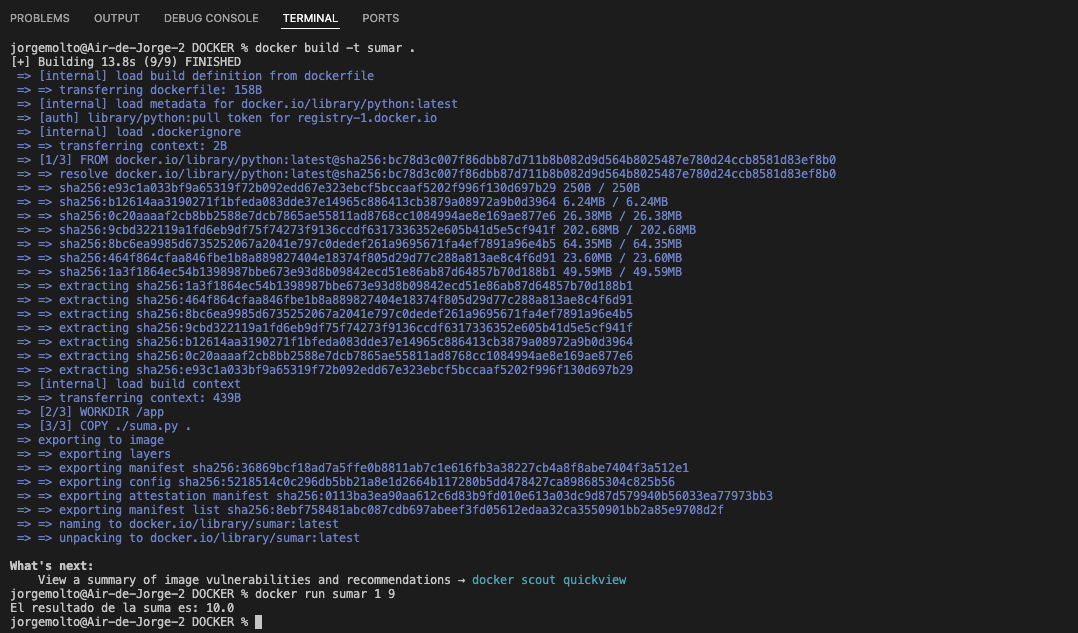 PROBLEMS OUTPUT DEBUG CONSOLE TERMINAL PORTS
jorgemolto@Air-de-Jorge-2 DOCKER % docker build -t sumar .
[+] Building 13.8s (9/9) FINISHED
=> [internal] load build definition from dockerfile
=> => transferring dockerfile: 158B
=> [internal] load metadata for docker.io/library/python:latest
=> [auth] library/python:pull token for registry-1.docker.io
=> [internal] load .dockerignore
=> => transferring context: 2B
=> [1/3] FROM docker.io/library/python:latest@sha256:bc78d3c007f86dbb87d711b8b082d9d564b8025487e780d24ccb8581d83ef8b0
=> => resolve docker.io/library/python:latest@sha256:bc78d3c007f86dbb87d711b8b082d9d564b8025487e780d24ccb8581d83ef8b0
=> => sha256:e93c1a033bf9a65319f72b092edd67e323ebcf5bccaaf5202f996f130d697b29 250B / 250B
=> => sha256:b12614aa3190271f1bfeda083dde37e14965c886413cb3879a08972a9b0d3964 6.24MB / 6.24MB
=> => sha256:0c20aaaaf2cb8bb2588e7dcb7865ae55811ad8768cc1084994ae8e169ae877e6 26.38MB / 26.38MB
=> => sha256:9cbd322119a1fd6eb9df75f74273f9136ccdf6317336352e605b41d5e5cf941f 202.68MB / 202.68MB
=> => sha256:8bc6ea9985d6735252067a2041e797c0dedef261a9695671fa4ef7891a96e4b5 64.35MB / 64.35MB
=> => sha256:464f864cfaa846fbe1b8a889827404e18374f805d29d77c288a813ae8c4f6d91 23.60MB / 23.60MB
=> => sha256:1a3f1864ec54b1398987bbe673e93d8b09842ecd51e86ab87d64857b70d188b1 49.59MB / 49.59MB
=> => extracting sha256:1a3f1864ec54b1398987bbe673e93d8b09842ecd51e86ab87d64857b70d188b1
=> => extracting sha256:464f864cfaa846fbe1b8a889827404e18374f805d29d77c288a813ae8c4f6d91
=> => extracting sha256:8bc6ea9985d6735252067a2041e797c0dedef261a9695671fa4ef7891a96e4b5
=> => extracting sha256:9cbd322119a1fd6eb9df75f74273f9136ccdf6317336352e605b41d5e5cf941f
=> => extracting sha256:b12614aa3190271f1bfeda083dde37e14965c886413cb3879a08972a9b0d3964
=> => extracting sha256:0c20aaaaf2cb8bb2588e7dcb7865ae55811ad8768cc1084994ae8e169ae877e6
=> => extracting sha256:e93c1a033bf9a65319f72b092edd67e323ebcf5bccaaf5202f996f130d697b29
=> [internal] load build context
=> => transferring context: 439B
=> [2/3] WORKDIR /app
=> [3/3] COPY ./suma.py .
=> exporting to image
=> => exporting layers
=> => exporting manifest sha256:36869bcf18ad7a5ffe0b8811ab7c1e616fb3a38227cb4a8f8abe7404f3a512e1
=> => exporting config sha256:5218514c0c296db5bb21a8e1d2664b117280b5dd478427ca898685304c825b56
=> => exporting attestation manifest sha256:0113ba3ea90aa612c6d83b9fd010e613a03dc9d87d579940b56033ea77973bb3
=> => exporting manifest list sha256:8ebf758481abc087cdb697abeef3fd05612edaa32ca3550901bb2a85e9708d2f
=> => naming to docker.io/library/sumar:latest
=> => unpacking to docker.io/library/sumar:latest
What's next:
View a summary of image vulnerabilities and recommendations → docker scout quickview
jorgemolto@Air-de-Jorge-2 DOCKER % docker run sumar 1 9
El resultado de la suma es: 10.0
jorgemolto@Air-de-Jorge-2 DOCKER %